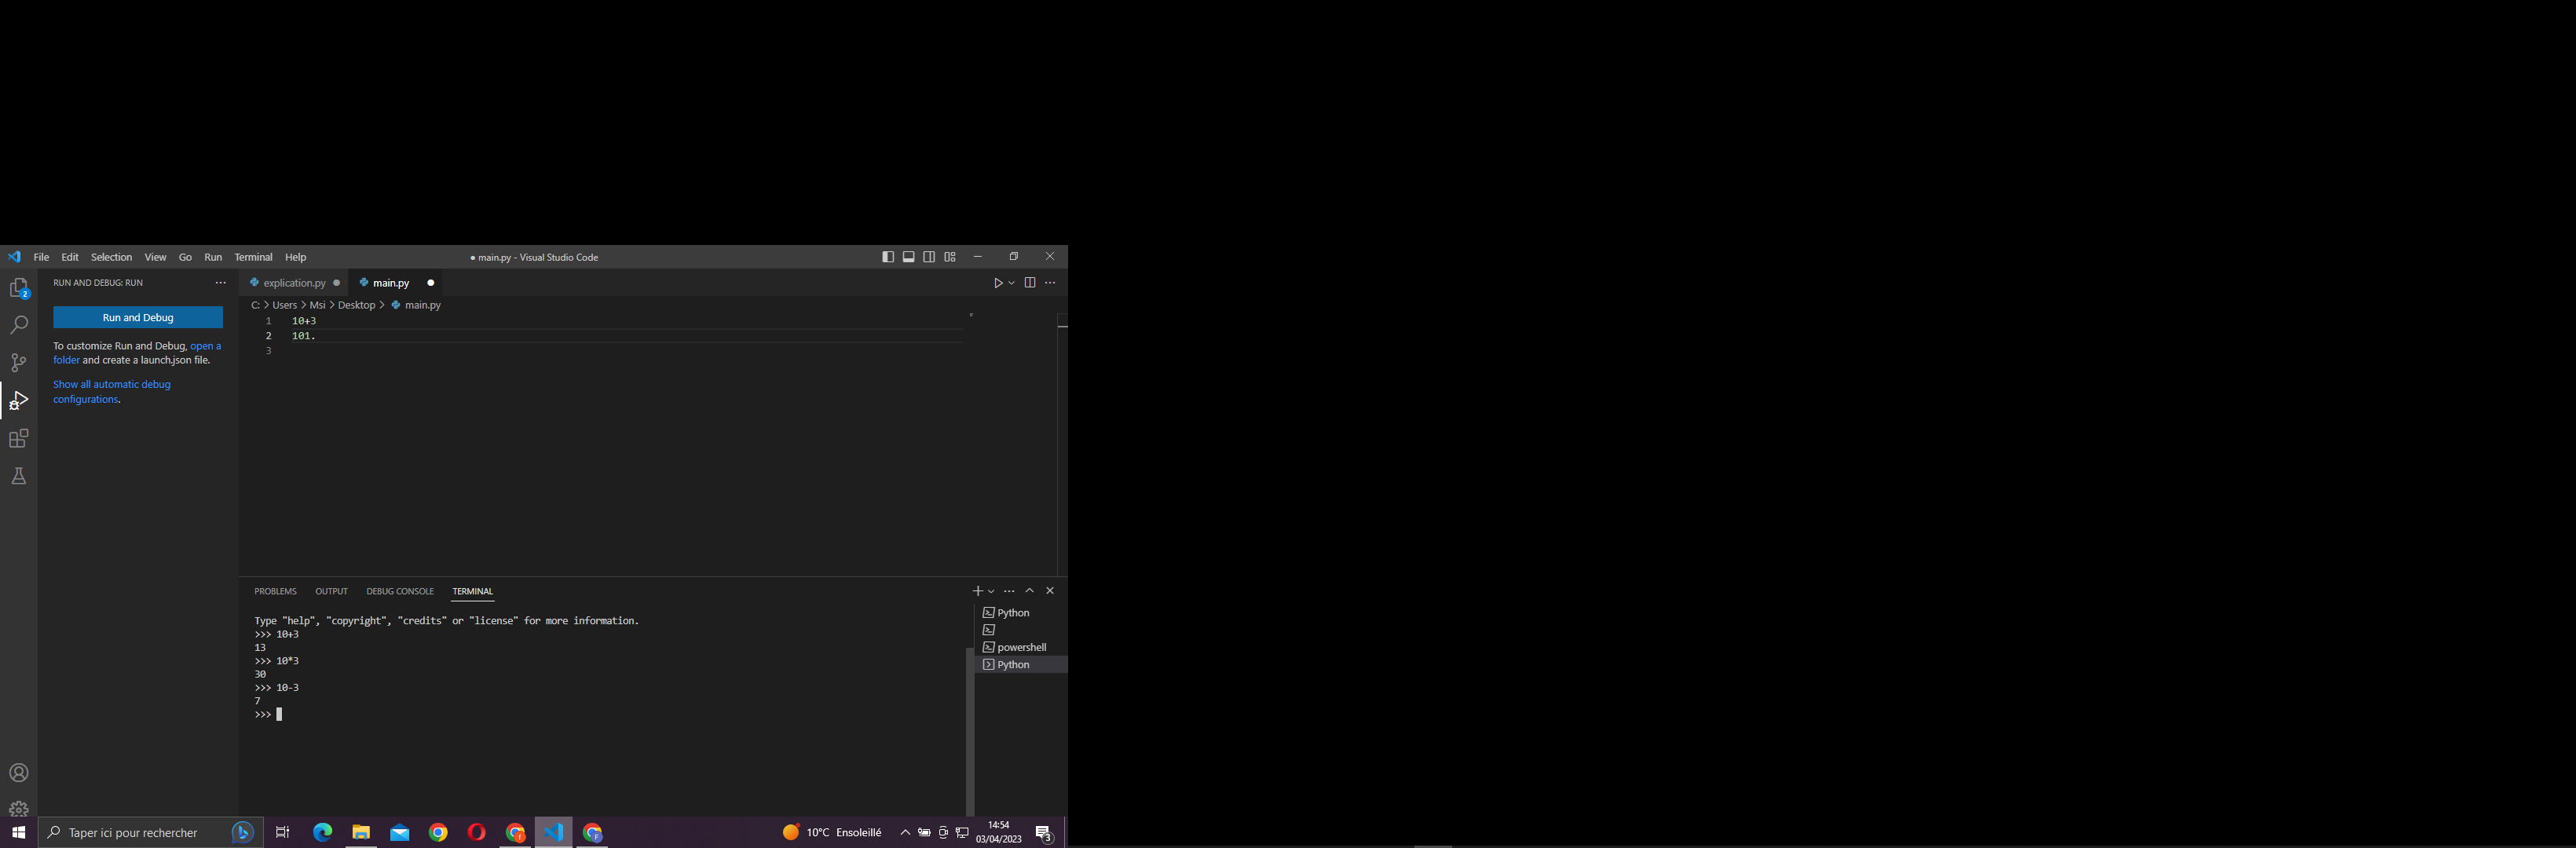 File Edit Selection View Go Run Terminal Help
● main.py - Visual Studio Code
2
RUN AND DEBUG: RUN ...
explication.py ●
main.py ●
Run and Debug
C: > Users > Msi > Desktop > main.py
1 10+3
2 101.
3
To customize Run and Debug, open a
folder and create a launch.json file.
Show all automatic debug
configurations.
PROBLEMS OUTPUT DEBUG CONSOLE TERMINAL
Type "help", "copyright", "credits" or "license" for more information.
>>> 10+3
13
>>> 10*3
30
>>> 10-3
7
>>>
Python
powershell
Python
Taper ici pour rechercher
10°C Ensoleillé
14:54
03/04/2023
3